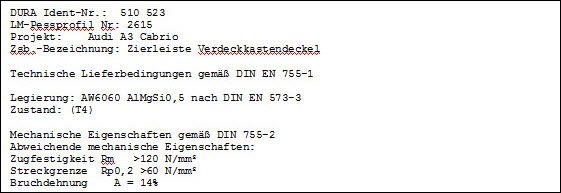 DURA Ident-Nr.: 510 523
LM-Pessprofil Nr: 2615
Projekt: Audi A3 Cabrio
Zsb.-Bezeichnung: Zierleiste Verdeckkastendeckel
Technische Lieferbedingungen gemäß DIN EN 755-1
Legierung: AW6060 AlMgSi0,5 nach DIN EN 573-3
Zustand: (T4)
Mechanische Eigenschaften gemäß DIN 755-2
Abweichende mechanische Eigenschaften:
Zugfestigkeit Rm >120 N/mm²
Streckgrenze Rp0,2 >60 N/mm²
Bruchdehnung A = 14%